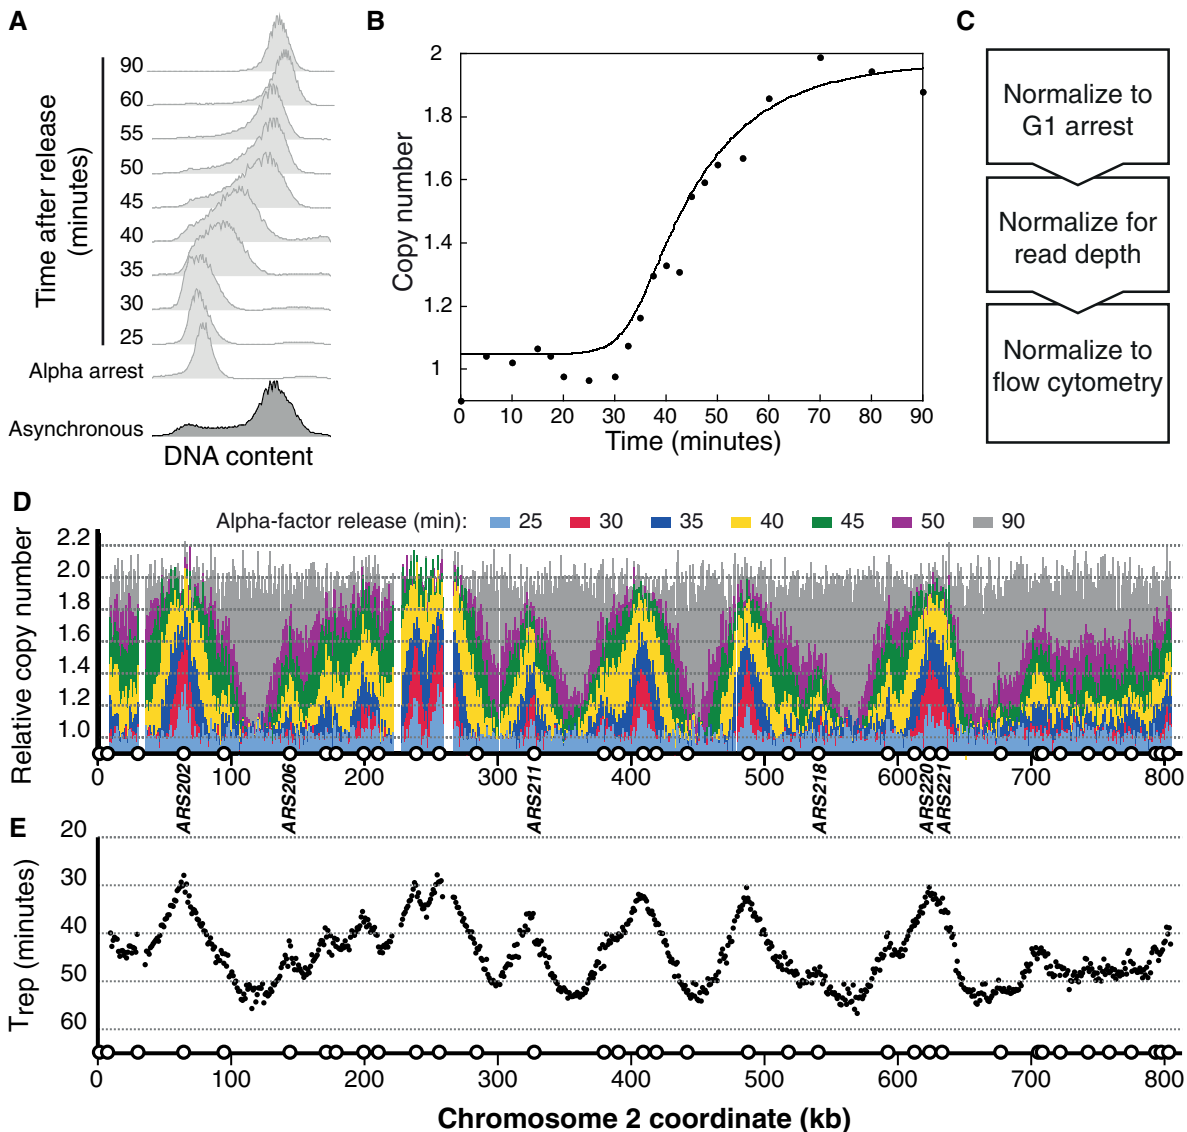 A
90
60
55
50
45
40
35
30
25
Time after release
(minutes)
Alpha arrest
Asynchronous
DNA content
B
2
1.8
1.6
1.4
1.2
1
Copy number
0 10 20 30 40 50 60 70 80 90
Time (minutes)
C
Normalize to
G1 arrest
Normalize for
read depth
Normalize to
flow cytometry
D
Alpha-factor release (min): 25 30 35 40 45 50 90
Relative copy number
2.2
2.0
1.8
1.6
1.4
1.2
1.0
0 100 200 300 400 500 600 700 800
ARS202
ARS206
ARS211
ARS218
ARS220
ARS221
E
20
30
40
50
60
Trep (minutes)
0 100 200 300 400 500 600 700 800
Chromosome 2 coordinate (kb)